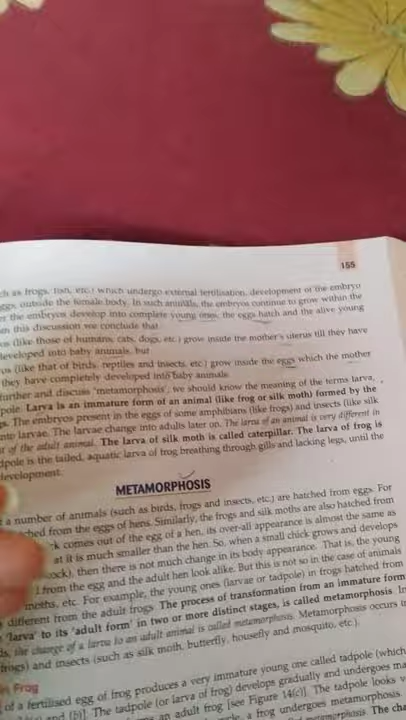 155
ch as frogs, fish, etc.) which undergo external fertilisation, development of the embryo
eggs, outside the female body. In such animals, the embryos continue to grow within the
the embryos develop into complete young ones, the eggs hatch and the alive young
this discussion we conclude that
(like those of humans, cats, dogs, etc.) grow inside the mother's uterus till they have
developed into baby animals, but
(like that of birds, reptiles and insects, etc.) grow inside the eggs which the mother
they have completely developed into baby animals.
further and discuss 'metamorphosis', we should know the meaning of the terms larva,
pole. Larva is an immature form of an animal (like frog or silk moth) formed by the
The embryos present in the eggs of some amphibians (like frogs) and insects (like silk
into larvae. The larvae change into adults later on. The larva of an animal is very different in
of the adult animal. The larva of silk moth is called caterpillar. The larva of frog is
dpole is the tailed, aquatic larva of frog breathing through gills and lacking legs, until the
development.
METAMORPHOSIS
a number of animals (such as birds, frogs and insects, etc.) are hatched from eggs. For
ched from the eggs of hens. Similarly, the frogs and silk moths are also hatched from
ck comes out of the egg of a hen, its over-all appearance is almost the same as
at it is much smaller than the hen. So, when a small chick grows and develops
cock), then there is not much change in its body appearance. That is, the young
from the egg and the adult hen look alike. But this is not so in the case of animals
moths, etc. For example, the young ones (larvae or tadpole) in frogs hatched from
different from the adult frogs. The process of transformation from an immature form
'larva' to its 'adult form' in two or more distinct stages, is called metamorphosis. In
ds, the change of a larva to an adult animal is called metamorphosis. Metamorphosis occurs in
frogs) and insects (such as silk moth, butterfly, housefly and mosquito, etc.).
in Frog
of a fertilised egg of frog produces a very immature young one called tadpole (which
and (f)]. The tadpole (or larva of frog) develops gradually and undergoes
an adult frog [see Figure 14(c)]. The tadpole looks
a frog undergoes metamorphosis.